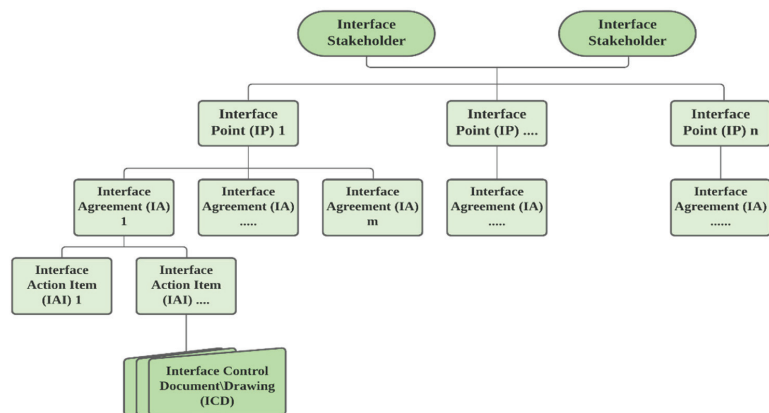 Interface
Stakeholder
Interface
Stakeholder
Interface
Point (IP) 1
Interface
Point (IP) ....
Interface
Point (IP) n
Interface
Agreement (IA)
1
Interface
Agreement (IA)
.....
Interface
Agreement (IA)
m
Interface
Agreement (IA)
.....
Interface
Agreement (IA)
......
Interface
Action Item
(IAI) 1
Interface
Action Item
(IAI) ....
Interface Control
Document\Drawing
(ICD)